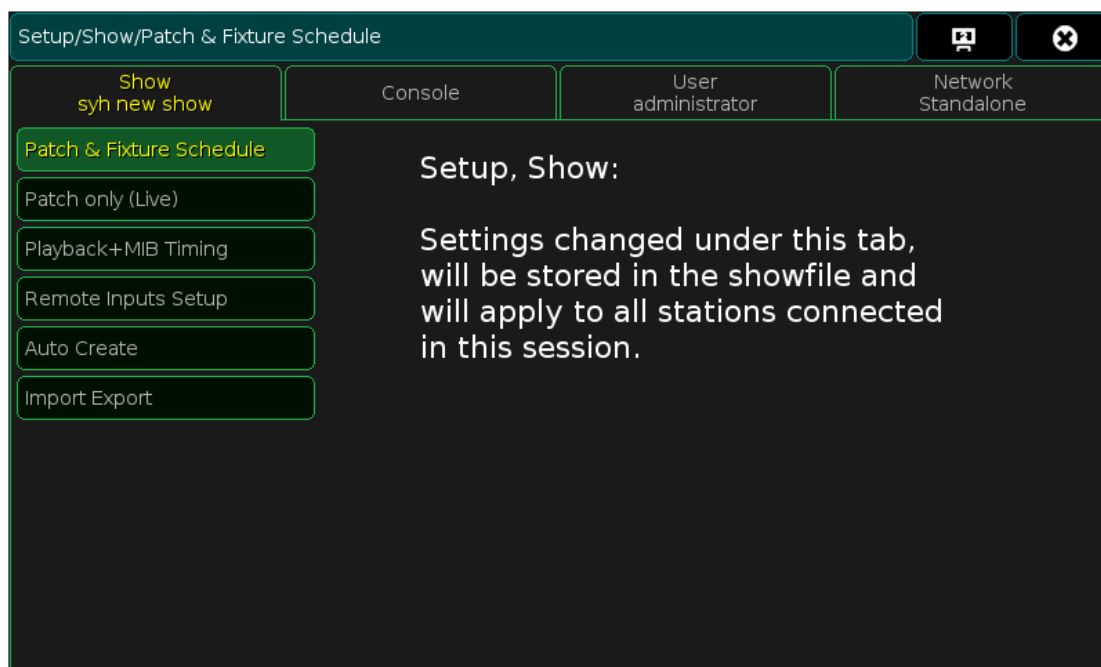 Setup/Show/Patch & Fixture Schedule
Show
syh new show
Console
User
administrator
Network
Standalone
Patch & Fixture Schedule
Patch only (Live)
Playback+MIB Timing
Remote Inputs Setup
Auto Create
Import Export
Setup, Show:
Settings changed under this tab,
will be stored in the showfile and
will apply to all stations connected
in this session.